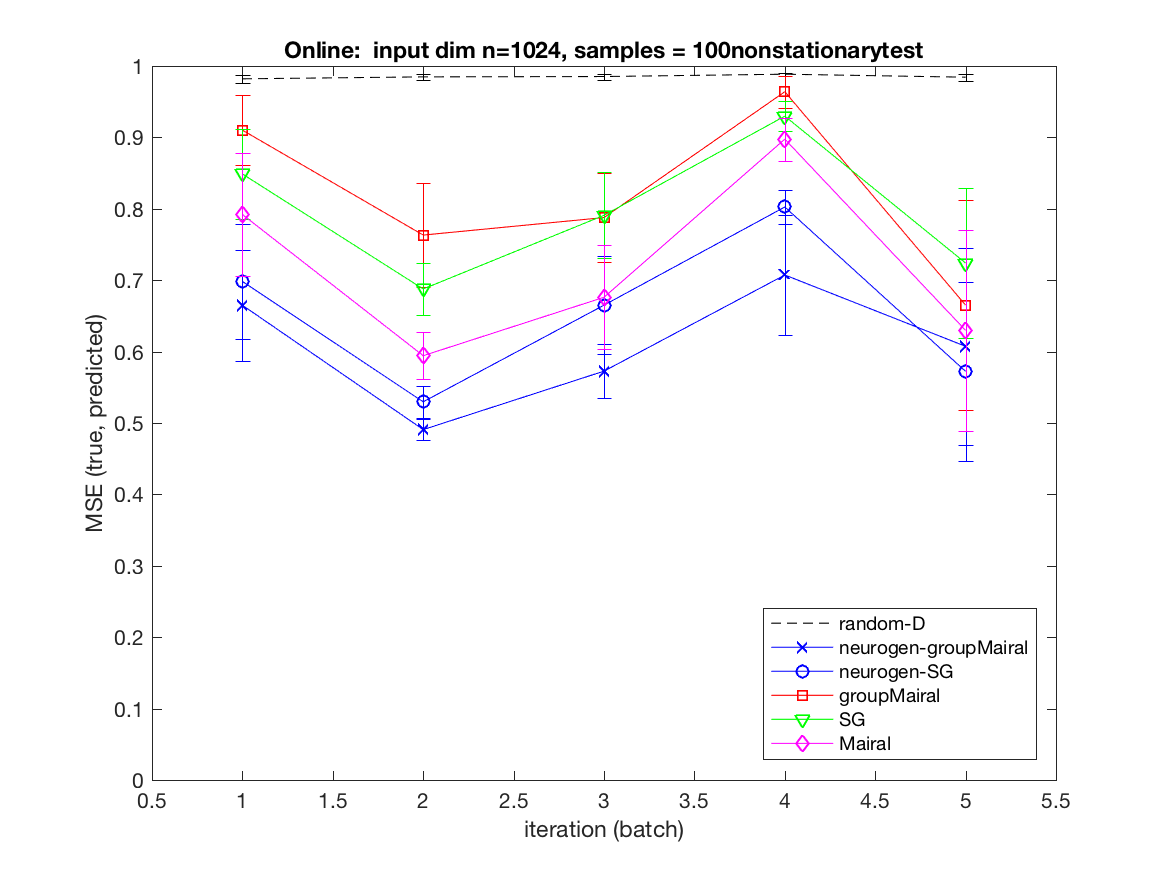 Online: input dim n=1024, samples = 100nonstationarytest
1
0.9
0.8
0.7
0.6
0.5
0.4
0.3
0.2
0.1
0
MSE (true, predicted)
random-D
neurogen-groupMairal
neurogen-SG
groupMairal
SG
Mairal
0.5 1 1.5 2 2.5 3 3.5 4 4.5 5 5.5
iteration (batch)